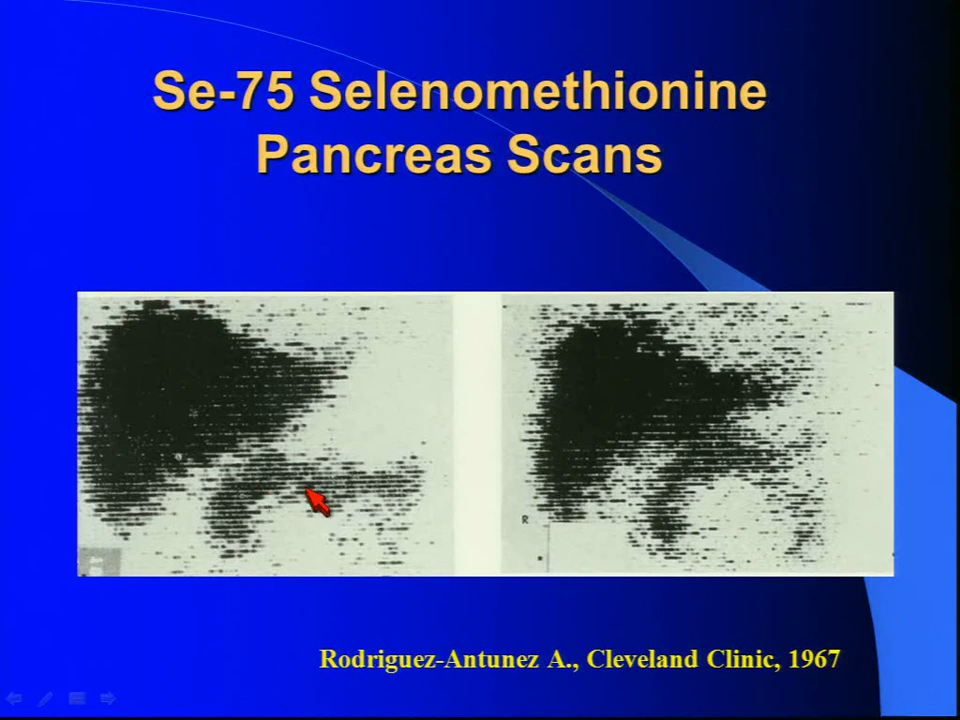 Se-75 Selenomethionine
Pancreas Scans
R
Rodriguez-Antunez A., Cleveland Clinic, 1967